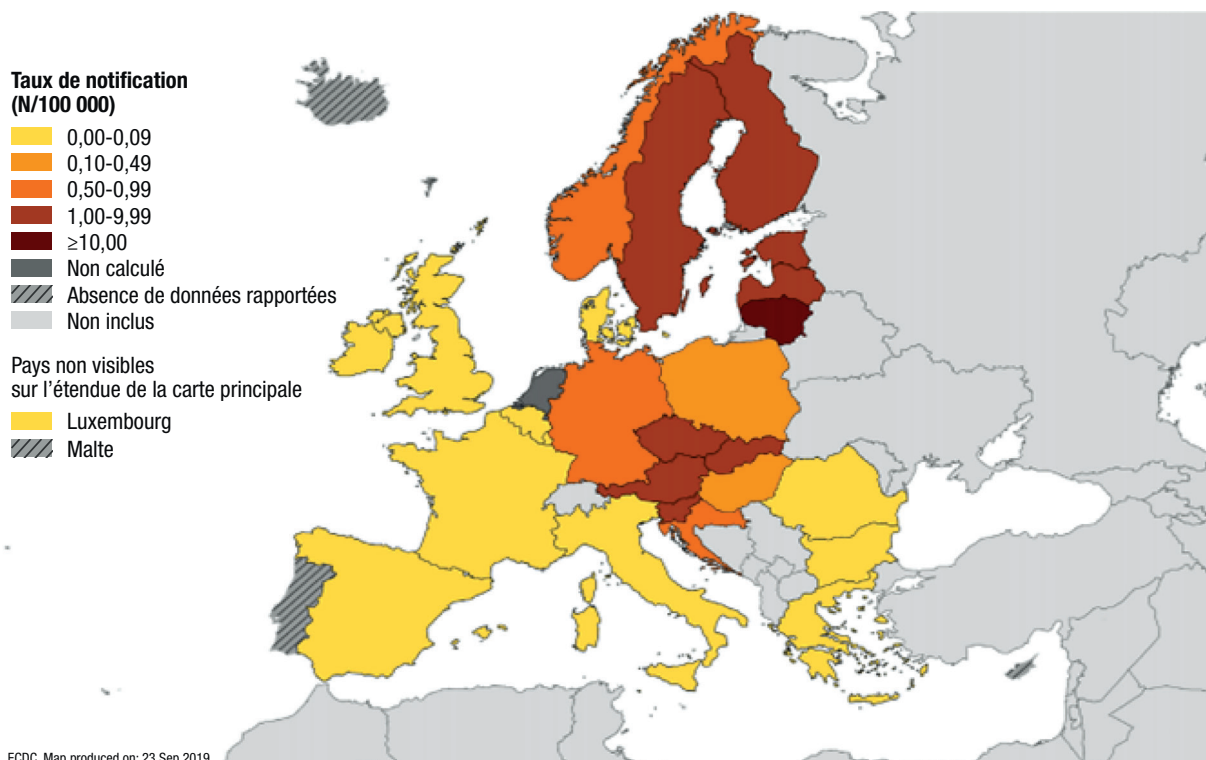 Taux de notification
(N/100 000)
0,00-0,09
0,10-0,49
0,50-0,99
1,00-9,99
≥10,00
Non calculé
Absence de données rapportées
Non inclus
Pays non visibles
sur l’étendue de la carte principale
Luxembourg
Malte
ECDC. Map produced on: 23 Sep 2019